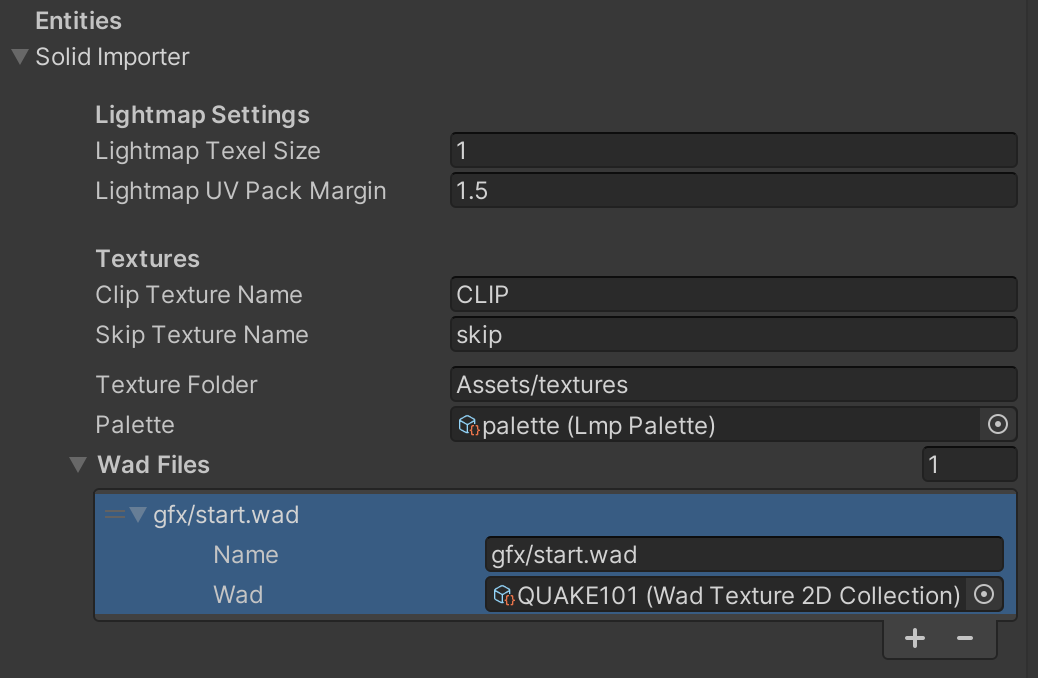 Entities
Solid Importer
Lightmap Settings
Lightmap Texel Size 1
Lightmap UV Pack Margin 1.5
Textures
Clip Texture Name CLIP
Skip Texture Name skip
Texture Folder Assets/textures
Palette palette (Lmp Palette)
Wad Files 1
gfx/start.wad
Name gfx/start.wad
Wad QUAKE101 (Wad Texture 2D Collection)